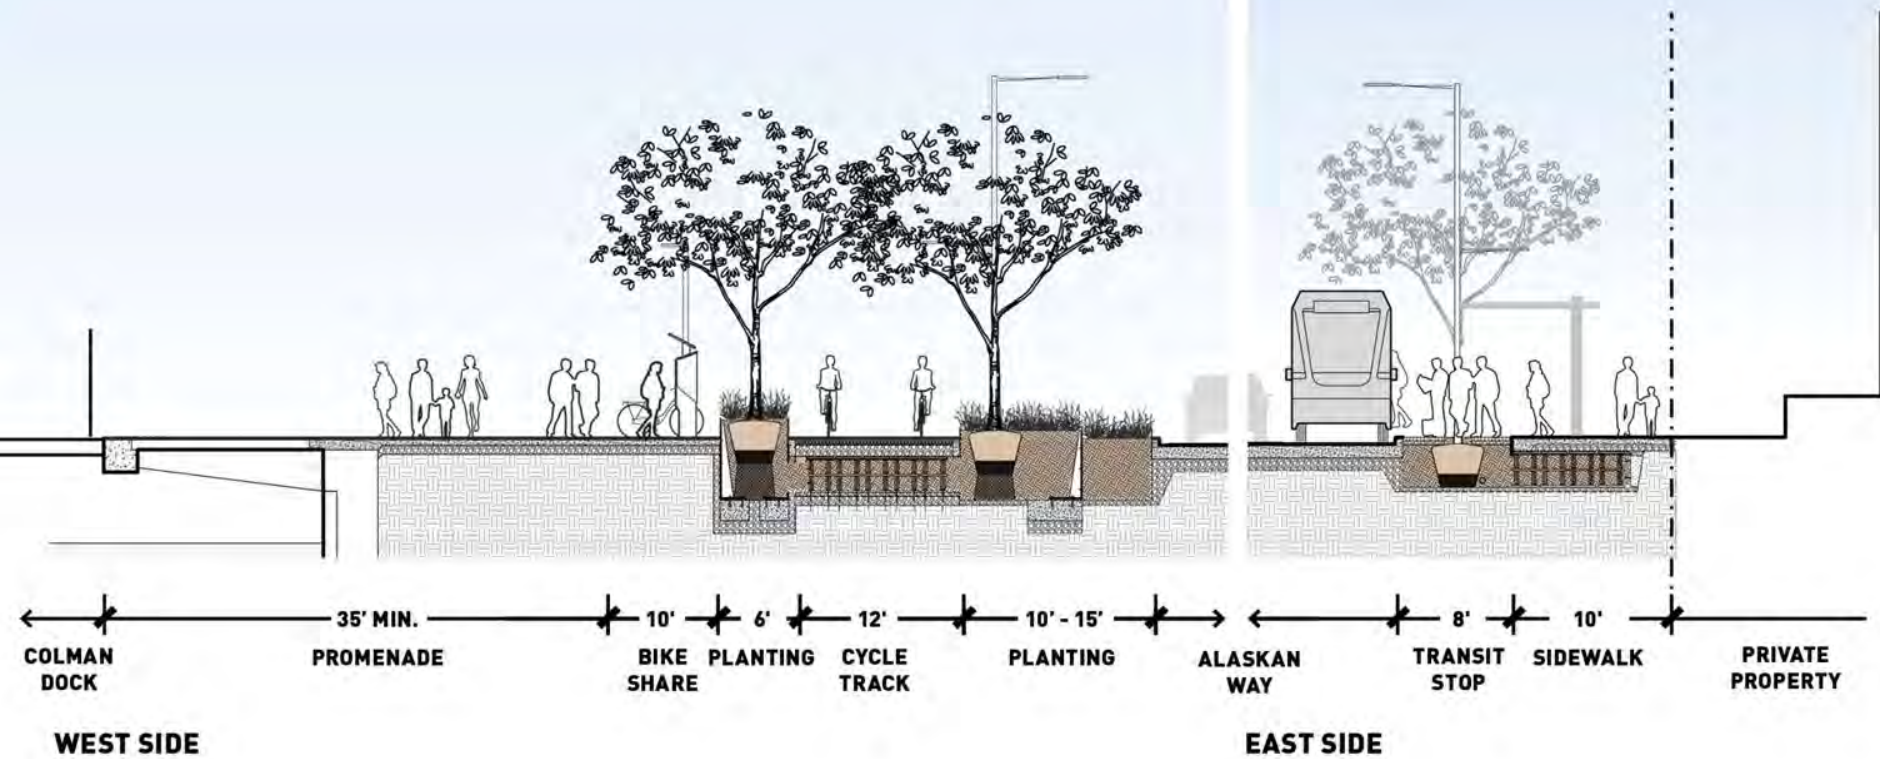 35' MIN.
10'
6'
12'
10' - 15'
8'
10'
COLMAN
DOCK
PROMENADE
BIKE
SHARE
PLANTING
CYCLE
TRACK
PLANTING
ALASKAN
WAY
TRANSIT
STOP
SIDEWALK
PRIVATE
PROPERTY
WEST SIDE
EAST SIDE